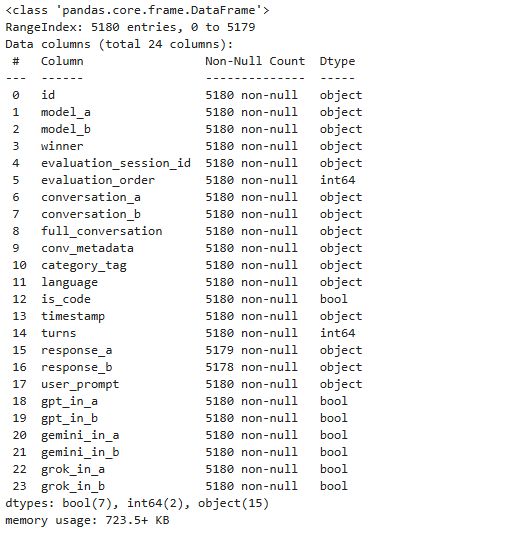 <class 'pandas.core.frame.DataFrame'>
RangeIndex: 5180 entries, 0 to 5179
Data columns (total 24 columns):
 #   Column                 Non-Null Count  Dtype 
---  ------                 --------------  ----- 
 0   id                     5180 non-null   object
 1   model_a                5180 non-null   object
 2   model_b                5180 non-null   object
 3   winner                 5180 non-null   object
 4   evaluation_session_id  5180 non-null   object
 5   evaluation_order       5180 non-null   int64 
 6   conversation_a         5180 non-null   object
 7   conversation_b         5180 non-null   object
 8   full_conversation      5180 non-null   object
 9   conv_metadata          5180 non-null   object
 10  category_tag           5180 non-null   object
 11  language               5180 non-null   object
 12  is_code                5180 non-null   bool  
 13  timestamp              5180 non-null   object
 14  turns                  5180 non-null   int64 
 15  response_a             5179 non-null   object
 16  response_b             5178 non-null   object
 17  user_prompt            5180 non-null   object
 18  gpt_in_a               5180 non-null   bool  
 19  gpt_in_b               5180 non-null   bool  
 20  gemini_in_a            5180 non-null   bool  
 21  gemini_in_b            5180 non-null   bool  
 22  grok_in_a              5180 non-null   bool  
 23  grok_in_b              5180 non-null   bool  
dtypes: bool(7), int64(2), object(15)
memory usage: 723.5+ KB